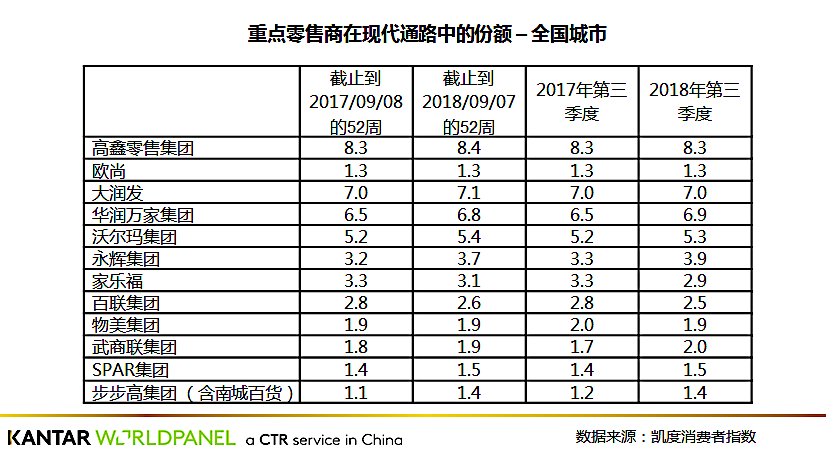 重点零售商在现代通路中的份额 – 全国城市
截止到 2017/09/08 的52周 截止到 2018/09/07 的52周 2017年第三季度 2018年第三季度
高鑫零售集团 8.3 8.4 8.3 8.3
欧尚 1.3 1.3 1.3 1.3
大润发 7.0 7.1 7.0 7.0
华润万家集团 6.5 6.8 6.5 6.9
沃尔玛集团 5.2 5.4 5.2 5.3
永辉集团 3.2 3.7 3.3 3.9
家乐福 3.3 3.1 3.3 2.9
百联集团 2.8 2.6 2.8 2.5
物美集团 1.9 1.9 2.0 1.9
武商联集团 1.8 1.9 1.7 2.0
SPAR集团 1.4 1.5 1.4 1.5
步步高集团（含南城百货） 1.1 1.4 1.2 1.4
KANTAR WORLDPANEL a CTR service in China 数据来源：凯度消费者指数